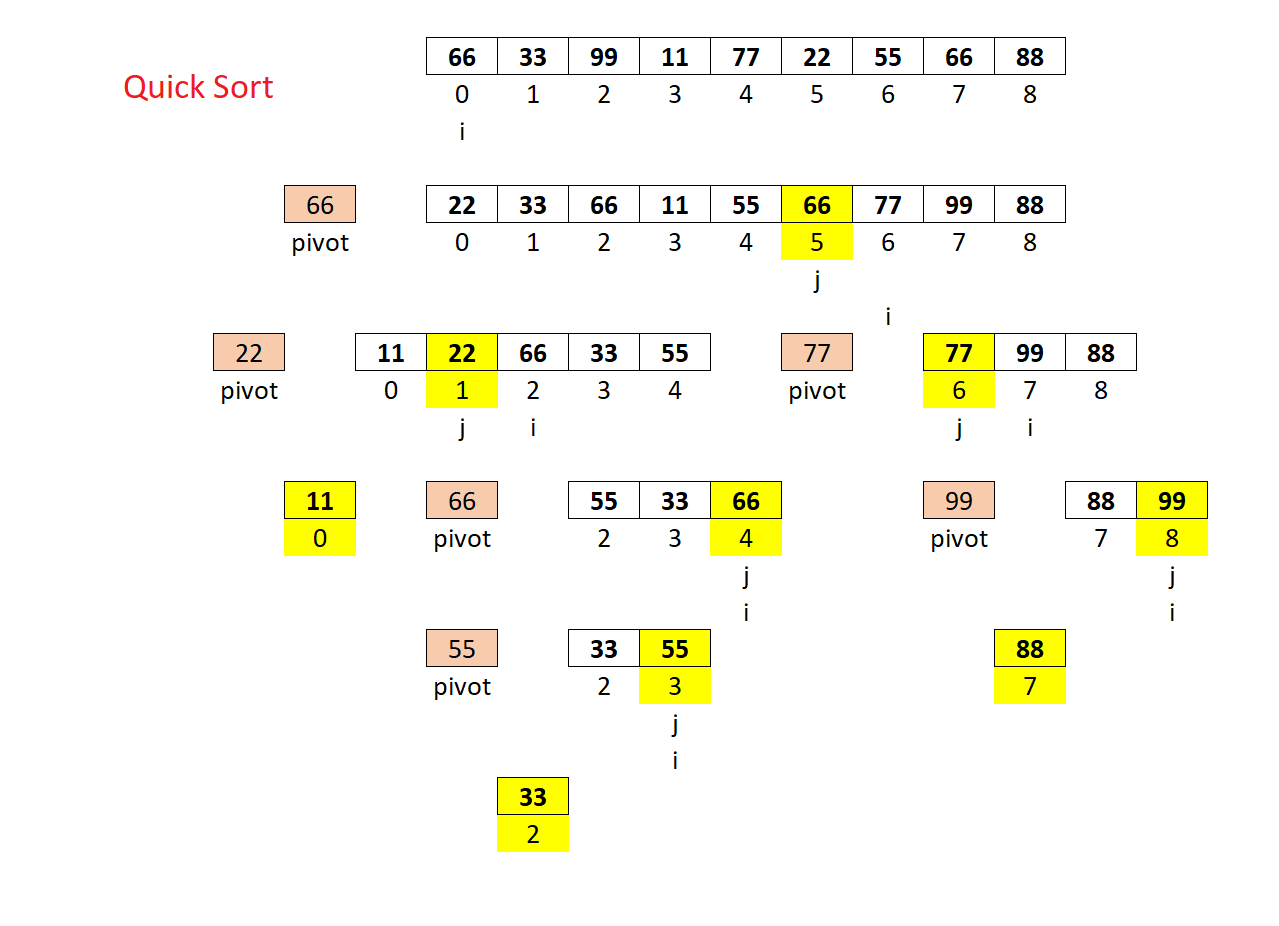 66 33 99 11 77 22 55 66 88
Quick Sort
0 1 2 3 4 5 6 7 8
i
66 22 33 66 11 55 66 77 99 88
pivot 0 1 2 3 4 5 6 7 8
j
i
22 11 22 66 33 55 77 77 99 88
pivot 0 1 2 3 4 pivot 6 7 8
j i j i
11 66 55 33 66 99 88 99
0 pivot 2 3 4 pivot 7 8
j j
i i
55 33 55 88
pivot 2 3 7
j
i
33
2